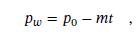 p_w = p_0 − mt ,